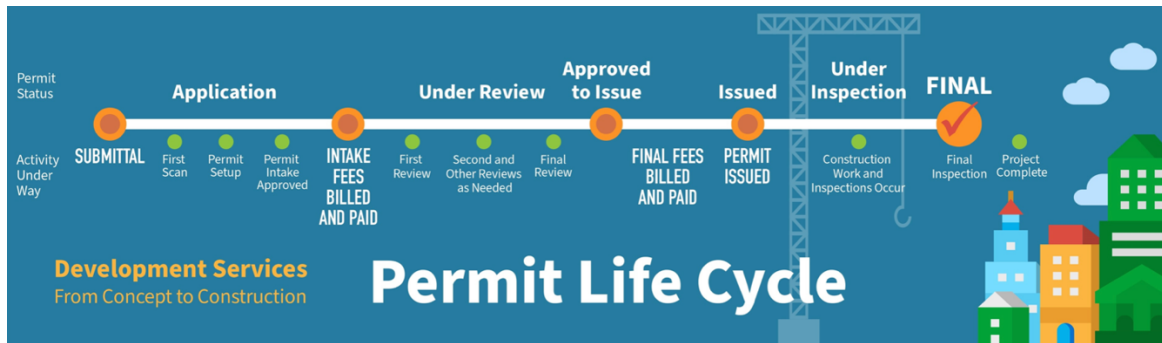 Permit
Status
Application
Under Review
Approved
to Issue
Issued
Under
Inspection
FINAL
Activity
Under
Way
SUBMITTAL
First
Scan
Permit
Setup
Permit
Intake
Approved
INTAKE
FEES
BILLED
AND PAID
First
Review
Second and
Other Reviews
as Needed
Final
Review
FINAL FEES
BILLED
AND PAID
PERMIT
ISSUED
Construction
Work and
Inspections Occur
Final
Inspection
Project
Complete
Development Services
From Concept to Construction
Permit Life Cycle